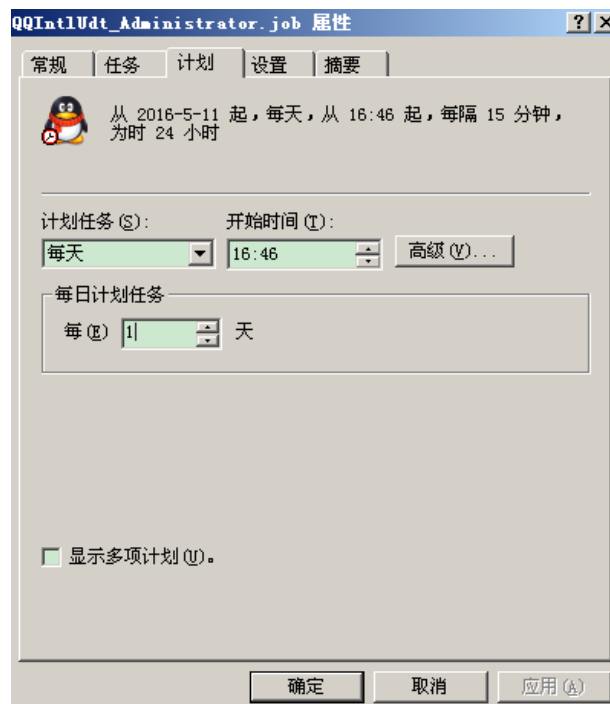 QQIntlUdt_Administrator.job 属性
常规 任务 计划 设置 摘要
从 2016-5-11 起，每天，从 16:46 起，每隔 15 分钟，
为时 24 小时
计划任务(S): 开始时间(T):
每天 16:46 高级(V)...
每日计划任务
每(E) 1 天
显示多项计划(U)。
确定 取消 应用(A)